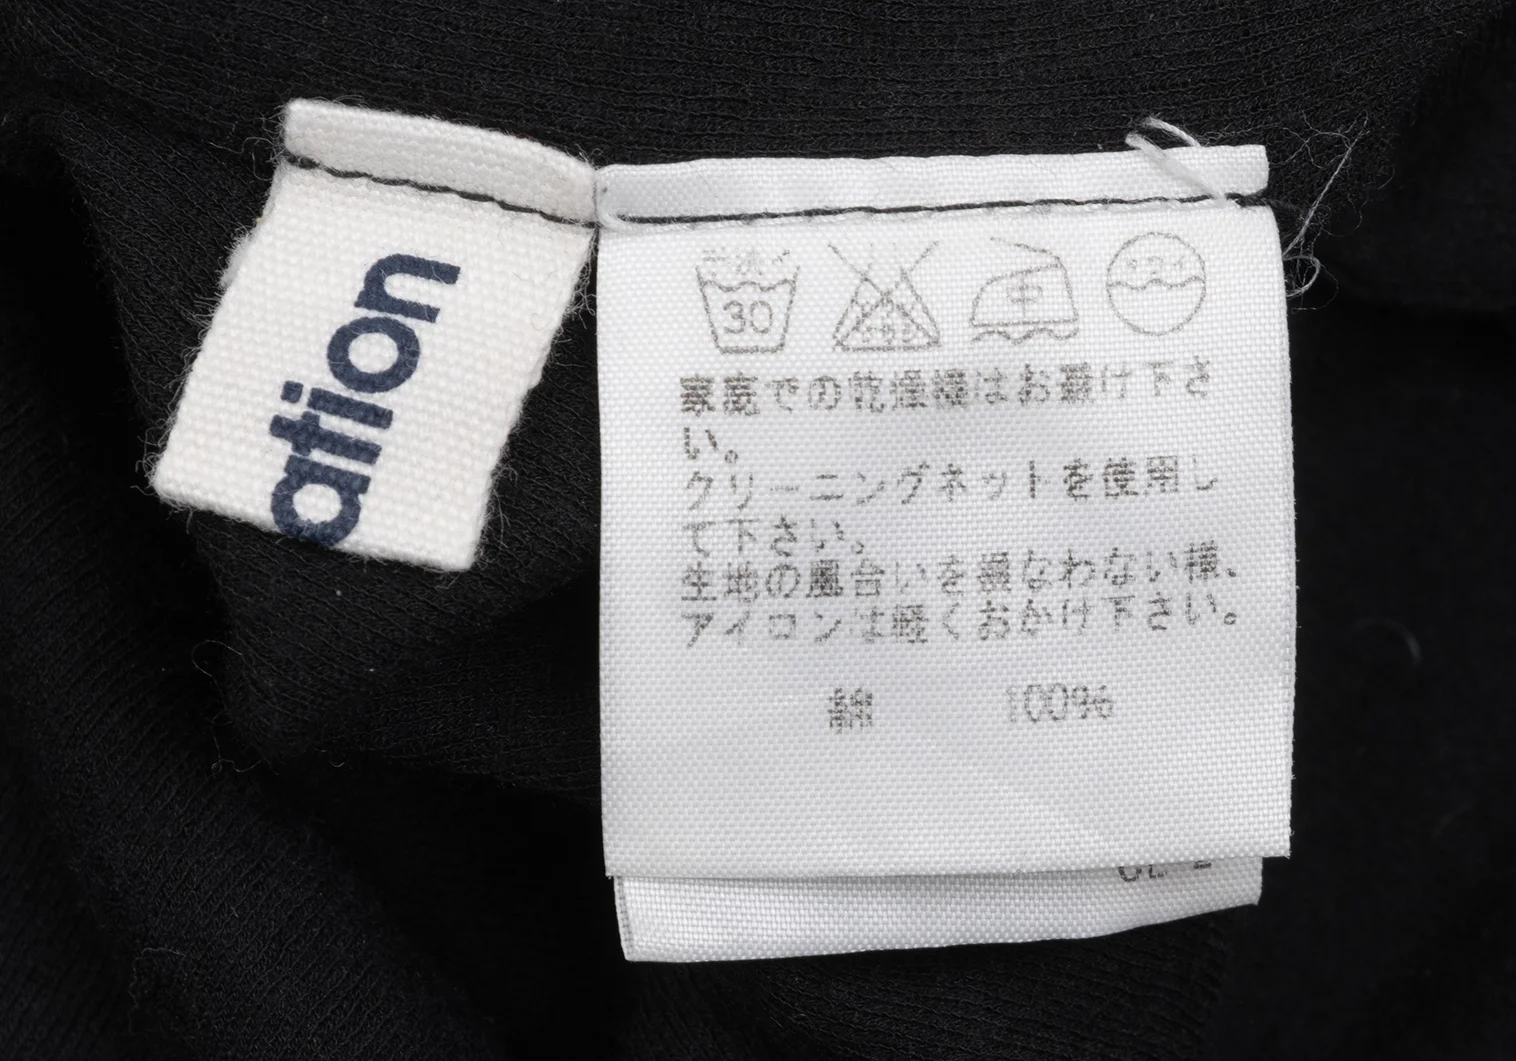 ation
30
中
家庭での乾燥機はお避け下さ
い。
クリーニングネットを使用し
て下さい。
生地の風合いを損なわない様、
アイロンは軽くおかけ下さい。
綿 100%